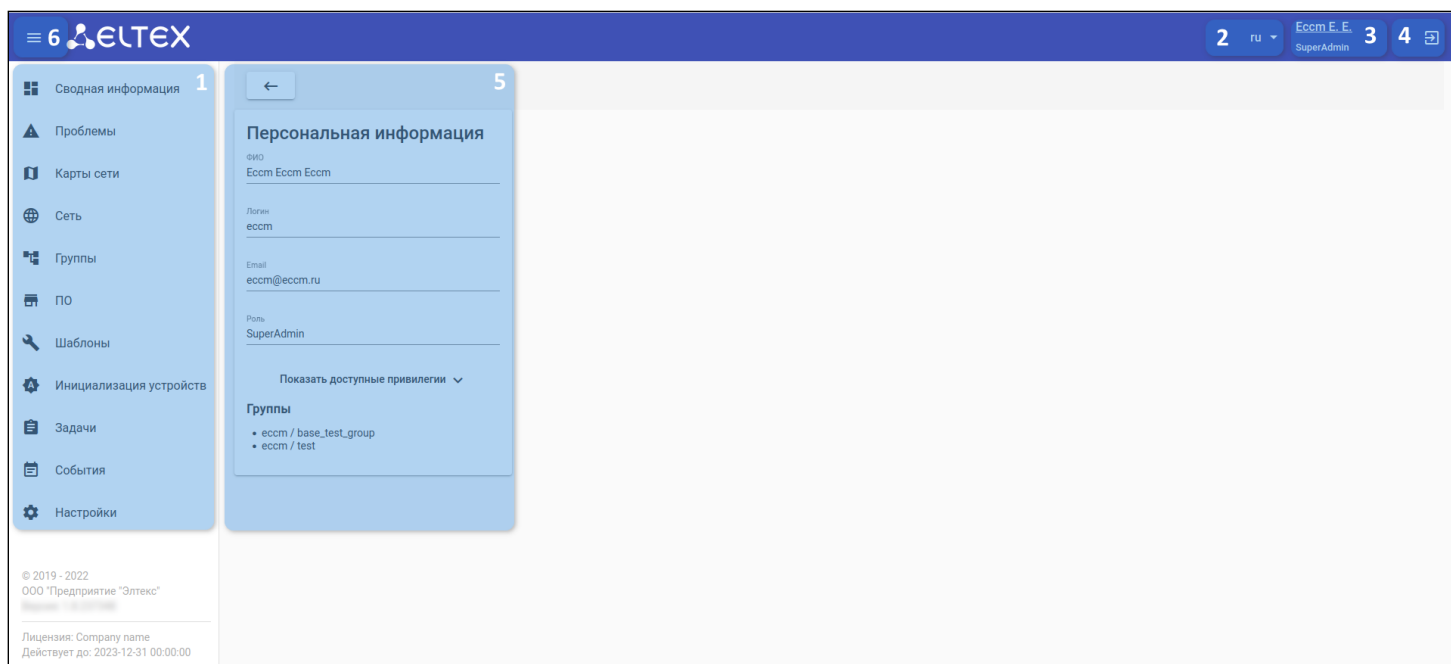 6 ELTEX
2 ru
Eccm E. E.
SuperAdmin
3
4
1
Сводная информация
Проблемы
Карты сети
Сеть
Группы
ПО
Шаблоны
Инициализация устройств
Задачи
События
Настройки
© 2019 - 2022
ООО "Предприятие "Элтекс"
Лицензия: Company name
Действует до: 2023-12-31 00:00:00
5
Персональная информация
ФИО
Eccm Eccm Eccm
Логин
eccm
Email
eccm@eccm.ru
Роль
SuperAdmin
Показать доступные привилегии
Группы
• eccm / base_test_group
• eccm / test